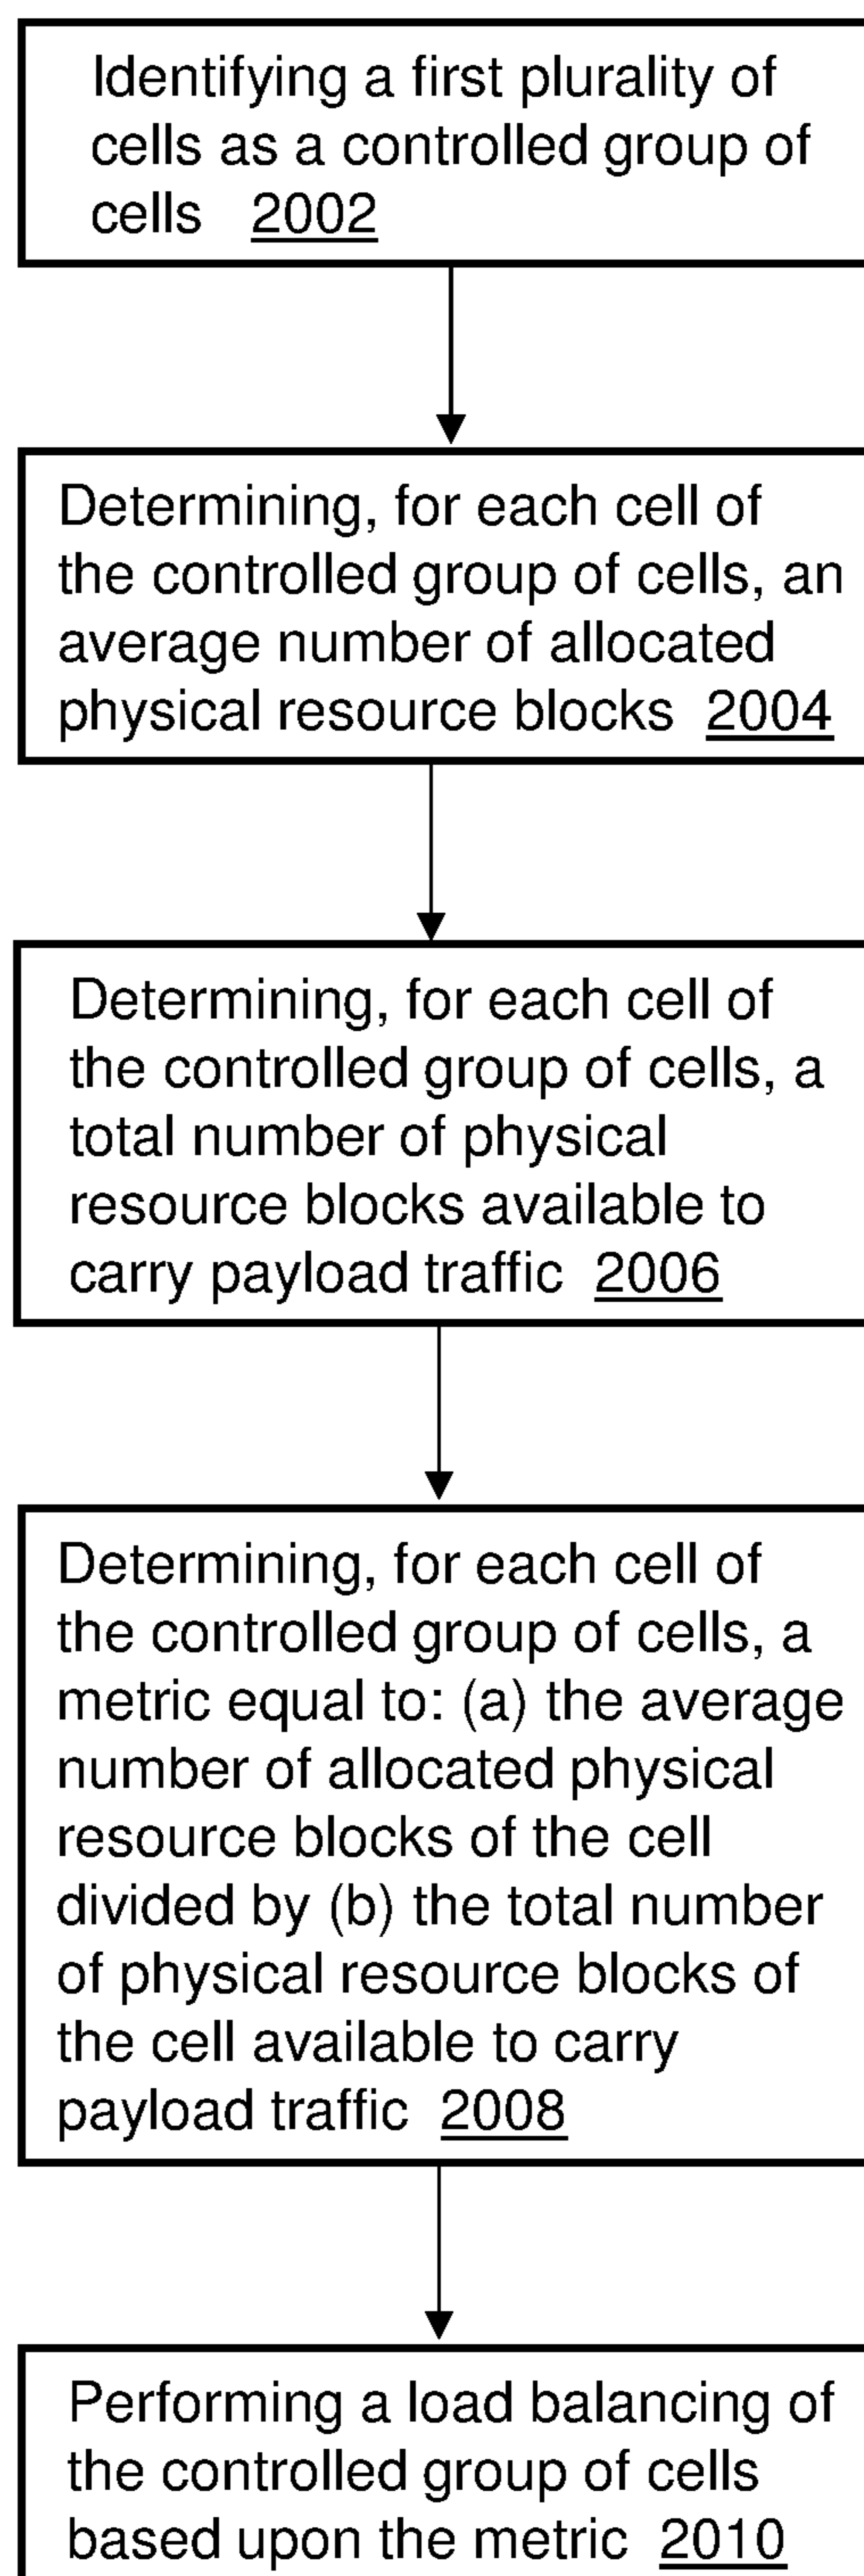 Identifying a first plurality of
cells as a controlled group of
cells 2002
Determining, for each cell of
the controlled group of cells, an
average number of allocated
physical resource blocks 2004
Determining, for each cell of
the controlled group of cells, a
total number of physical
resource blocks available to
carry payload traffic 2006
Determining, for each cell of
the controlled group of cells, a
metric equal to: (a) the average
number of allocated physical
resource blocks of the cell
divided by (b) the total number
of physical resource blocks of
the cell available to carry
payload traffic 2008
Performing a load balancing of
the controlled group of cells
based upon the metric 2010